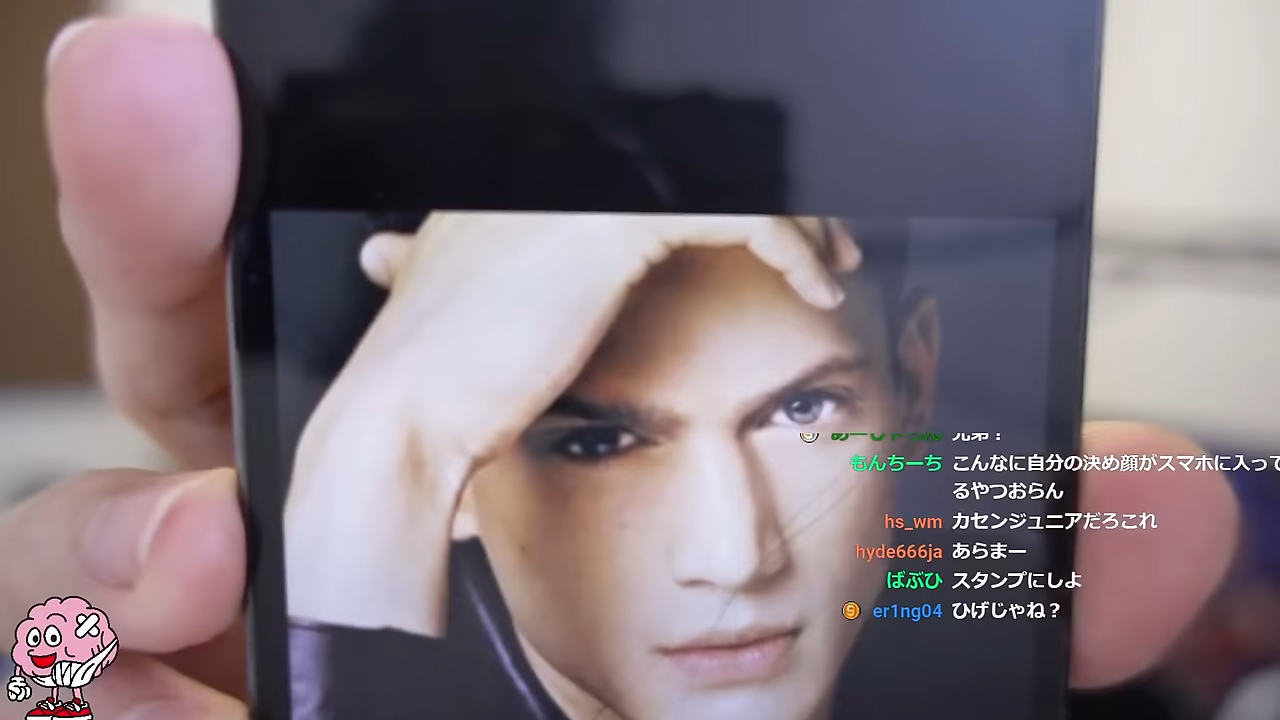 兄弟！
もんちーち こんなに自分の決め顔がスマホに入って
るやつおらん
hs_wm カセンジュニアだろこれ
hyde666ja あらまー
ばぶひ スタンプにしよ
er1ng04 ひげじゃね？